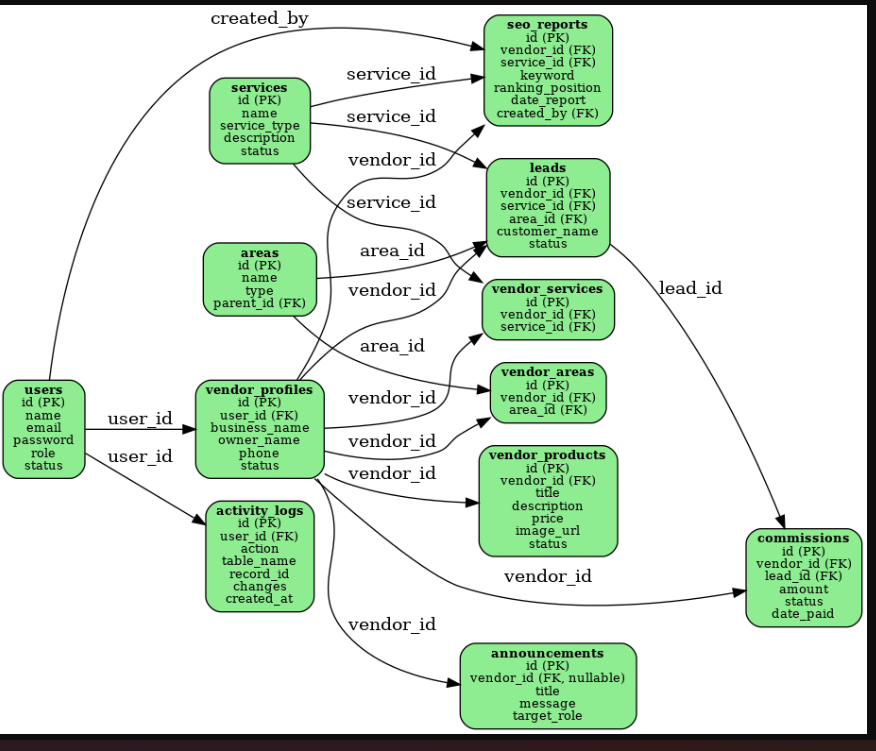 created_by
seo_reports
id (PK)
vendor_id (FK)
service_id (FK)
keyword
ranking_position
date_report
created_by (FK)
service_id
services
id (PK)
name
service_type
description
status
service_id
vendor_id
leads
id (PK)
vendor_id (FK)
service_id (FK)
area_id (FK)
customer_name
status
service_id
areas
id (PK)
name
type
parent_id (FK)
area_id
vendor_id
lead_id
vendor_services
id (PK)
vendor_id (FK)
service_id (FK)
area_id
vendor_areas
id (PK)
vendor_id (FK)
area_id (FK)
users
id (PK)
name
email
password
role
status
user_id
user_id
vendor_profiles
id (PK)
user_id (FK)
business_name
owner_name
phone
status
vendor_id
vendor_id
vendor_id
vendor_products
id (PK)
vendor_id (FK)
title
description
price
image_url
status
activity_logs
id (PK)
user_id (FK)
action
table_name
record_id
changes
created_at
vendor_id
commissions
id (PK)
vendor_id (FK)
lead_id (FK)
amount
status
date_paid
vendor_id
announcements
id (PK)
vendor_id (FK, nullable)
title
message
target_role